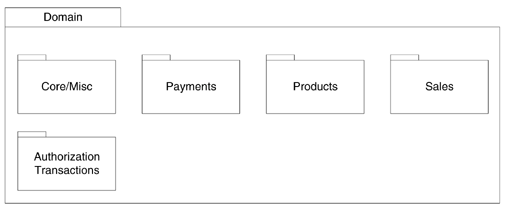 Domain
Core/Misc
Payments
Products
Sales
Authorization
Transactions